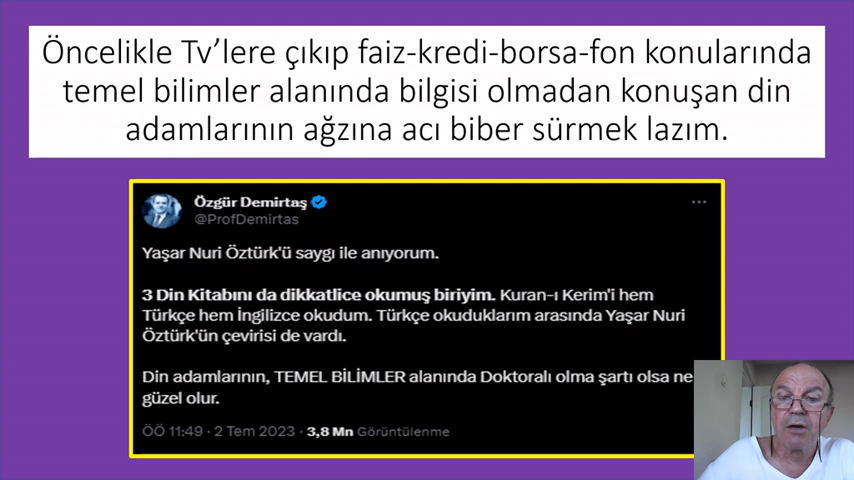 Öncelikle Tv’lere çıkıp faiz-kredi-borsa-fon konularında
temel bilimler alanında bilgisi olmadan konuşan din
adamlarının ağzına acı biber sürmek lazım.
Özgür Demirtaş
@ProfDemirtas
Yaşar Nuri Öztürk'ü saygı ile anıyorum.
3 Din Kitabını da dikkatlice okumuş biriyim. Kuran-ı Kerim'i hem
Türkçe hem İngilizce okudum. Türkçe okuduklarım arasında Yaşar Nuri
Öztürk'ün çevirisi de vardı.
Din adamlarının, TEMEL BİLİMLER alanında Doktoralı olma şartı olsa ne
güzel olur.
ÖÖ 11:49 · 2 Tem 2023 · 3,8 Mn Görüntülenme